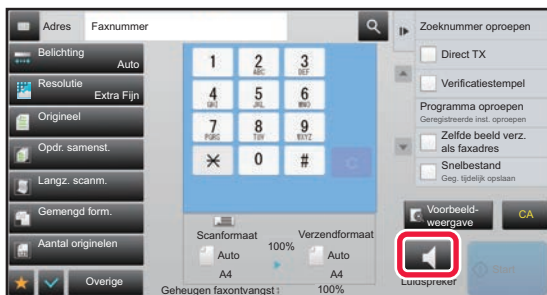 Adres Faxnummer
Belichting
Auto
Resolutie
Extra Fijn
Origineel
Opdr. samenst.
Langz. scanm.
Gemengd form.
Aantal originelen
Overige
1 2 3
ABC DEF
4 5 6
GHI JKL MNO
7 8 9
PQRS TUV WXYZ
0 #
C
Scanformaat 100% Verzendformaat
Auto Auto
A4 A4
Geheugen faxontvangst: 100%
Zoeknummer oproepen
Direct TX
Verificatiestempel
Programma oproepen
Geregistreerde inst. oproepen
Zelfde beeld verz.
als faxadres
Snelbestand
Geg. tijdelijk opslaan
Voorbeeld-
weergave
CA
Luidspreker
Start